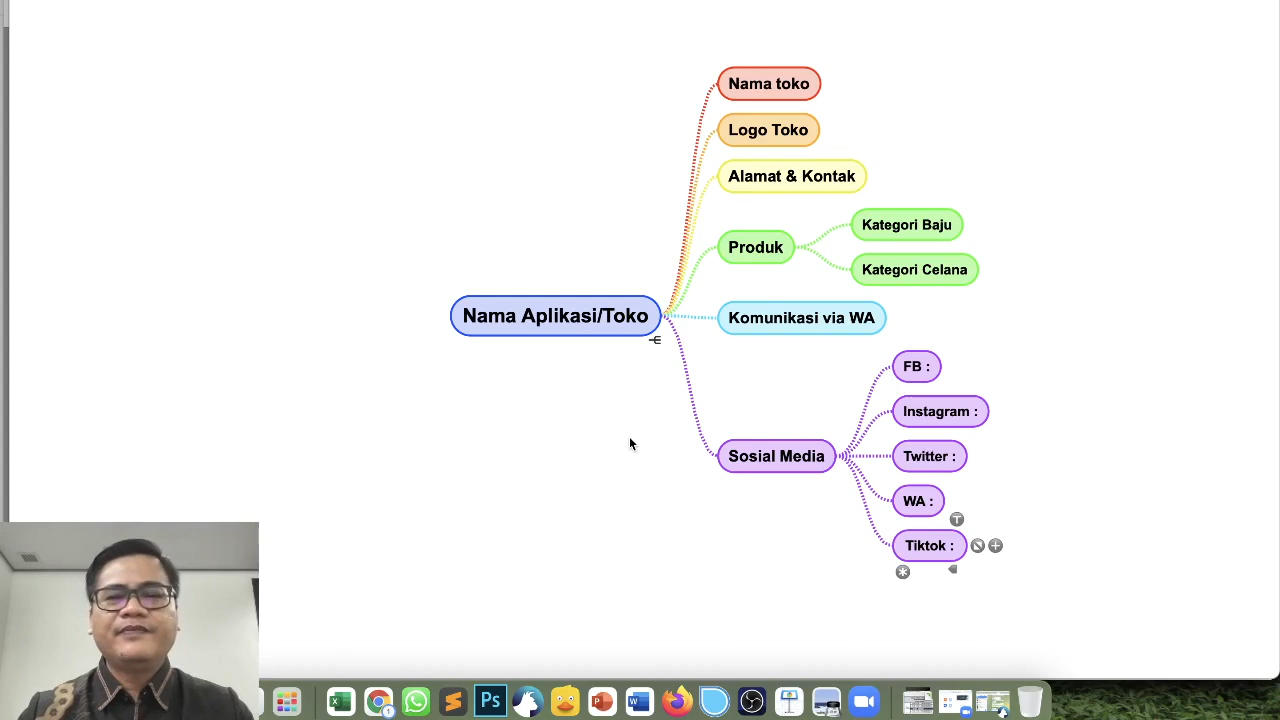 Nama toko
Logo Toko
Alamat & Kontak
Kategori Baju
Produk
Kategori Celana
Nama Aplikasi/Toko
Komunikasi via WA
FB :
Instagram :
Sosial Media
Twitter :
WA :
Tiktok :
Ps